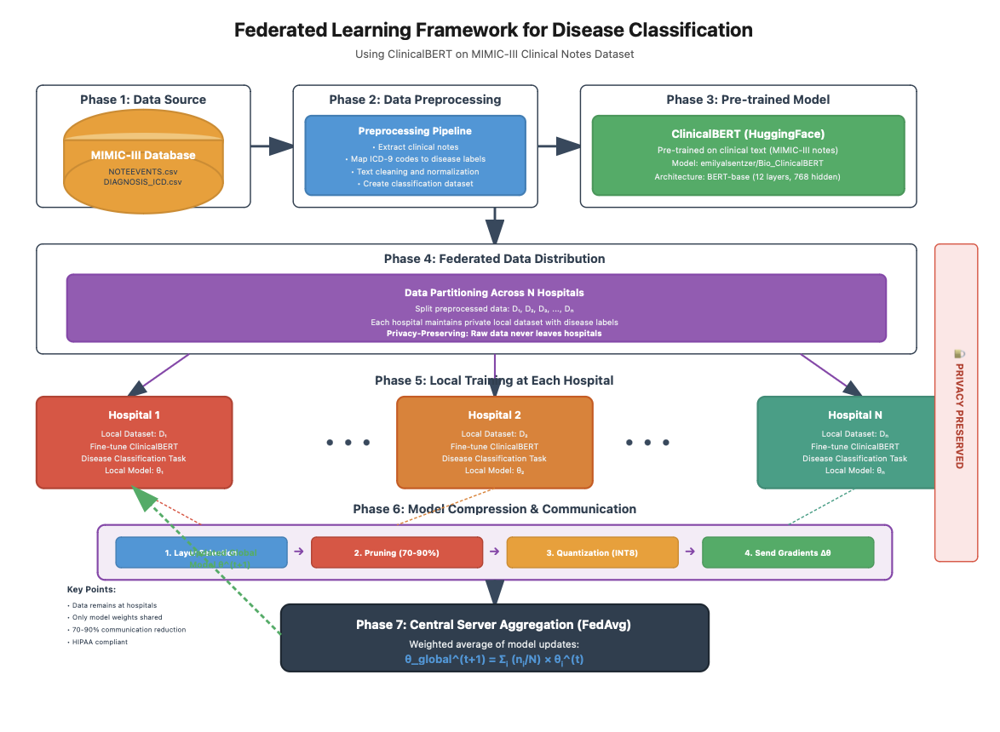 Federated Learning Framework for Disease Classification
Using ClinicalBERT on MIMIC-III Clinical Notes Dataset
Phase 1: Data Source
MIMIC-III Database
NOTEEVENTS.csv
DIAGNOSIS_ICD.csv
Phase 2: Data Preprocessing
Preprocessing Pipeline
• Extract clinical notes
• Map ICD-9 codes to disease labels
• Text cleaning and normalization
• Create classification dataset
Phase 3: Pre-trained Model
ClinicalBERT (HuggingFace)
Pre-trained on clinical text (MIMIC-III notes)
Model: emilyalsentzer/Bio_ClinicalBERT
Architecture: BERT-base (12 layers, 768 hidden)
Phase 4: Federated Data Distribution
Data Partitioning Across N Hospitals
Split preprocessed data: D₁, D₂, D₃, ..., Dₙ
Each hospital maintains private local dataset with disease labels
Privacy-Preserving: Raw data never leaves hospitals
Phase 5: Local Training at Each Hospital
Hospital 1
Local Dataset: D₁
Fine-tune ClinicalBERT
Disease Classification Task
Local Model: θ₁
Hospital 2
Local Dataset: D₂
Fine-tune ClinicalBERT
Disease Classification Task
Local Model: θ₂
Hospital N
Local Dataset: Dₙ
Fine-tune ClinicalBERT
Disease Classification Task
Local Model: θₙ
PRIVACY PRESERVED
Phase 6: Model Compression & Communication
1. Layer Selection
→
2. Pruning (70-90%)
→
3. Quantization (INT8)
→
4. Send Gradients Δθ
Key Points:
• Data remains at hospitals
• Only model weights shared
• 70-90% communication reduction
• HIPAA compliant
Phase 7: Central Server Aggregation (FedAvg)
Weighted average of model updates:
θ_global^(t+1) = Σᵢ (nᵢ/N) × θᵢ^(t)